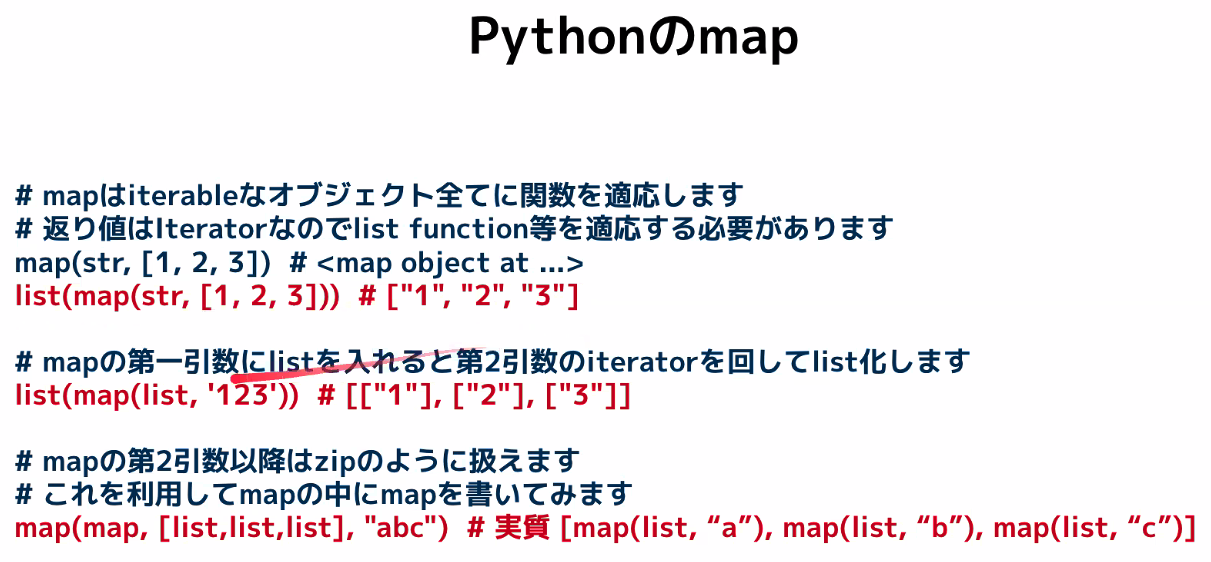 Pythonのmap
# mapはiterableなオブジェクト全てに関数を適応します
# 返り値はIteratorなのでlist function等を適応する必要があります
map(str, [1, 2, 3])  # <map object at ...>
list(map(str, [1, 2, 3]))  # ["1", "2", "3"]
# mapの第一引数にlistを入れると第2引数のiteratorを回してlist化します
list(map(list, '123'))  # [["1"], ["2"], ["3"]]
# mapの第2引数以降はzipのように扱えます
# これを利用してmapの中にmapを書いてみます
map(map, [list,list,list], "abc")  # 実質 [map(list, “a”), map(list, “b”), map(list, “c”)]